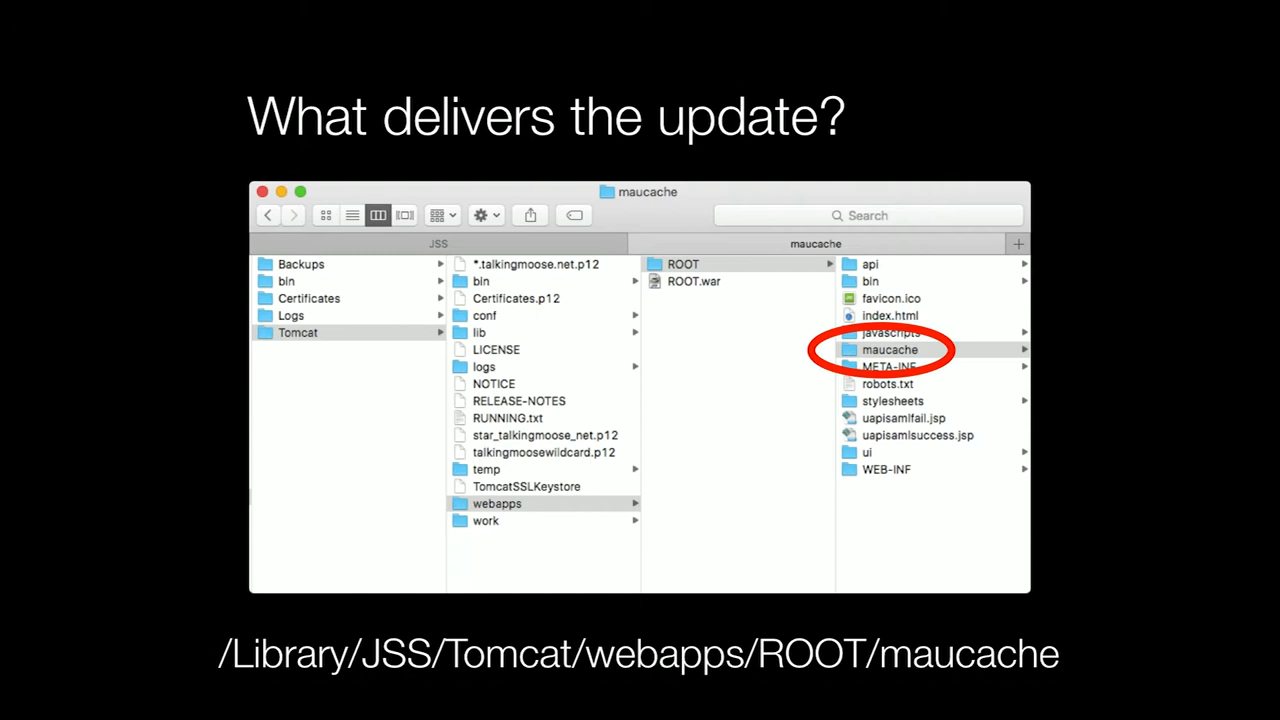 What delivers the update?
maucache
Search
JSS
maucache
Backups
bin
Certificates
Logs
Tomcat
*.talkingmoose.net.p12
bin
Certificates.p12
conf
lib
LICENSE
logs
NOTICE
RELEASE-NOTES
RUNNING.txt
star_talkingmoose_net.p12
talkingmoosewildcard.p12
temp
TomcatSSLKeystore
webapps
work
ROOT
ROOT.war
api
bin
favicon.ico
index.html
javascripts
maucache
META-INF
robots.txt
stylesheets
uapisamlfail.jsp
uapisamlsuccess.jsp
ui
WEB-INF
/Library/JSS/Tomcat/webapps/ROOT/maucache